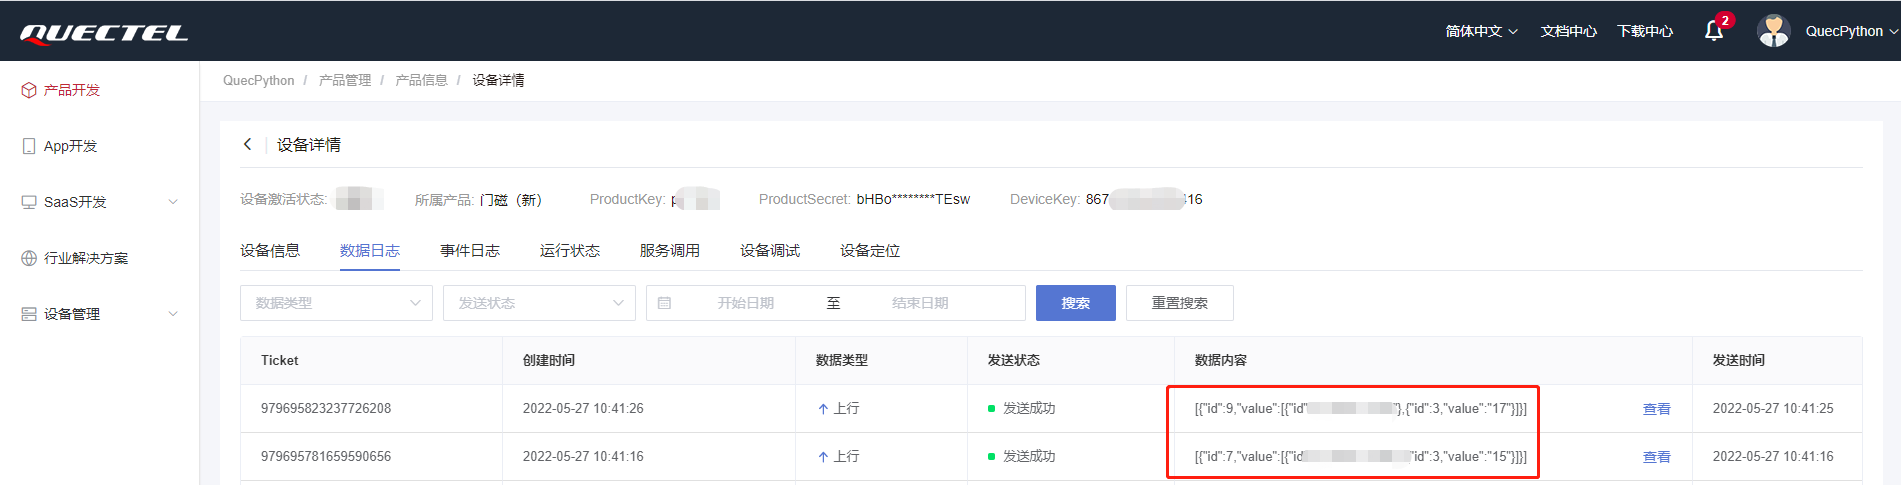 QUECTEL
简体中文 文档中心 下载中心 2 QuecPython
产品开发
App开发
SaaS开发
行业解决方案
设备管理
QuecPython / 产品管理 / 产品信息 / 设备详情
设备详情
设备激活状态: 所属产品: 门磁（新） ProductKey: ProductSecret: bHBo********TEsw DeviceKey: 867 416
设备信息 数据日志 事件日志 运行状态 服务调用 设备调试 设备定位
数据类型 发送状态 开始日期 至 结束日期 搜索 重置搜索
Ticket 创建时间 数据类型 发送状态 数据内容 发送时间
979695823237726208 2022-05-27 10:41:26 上行 发送成功 [{"id":9,"value":[{"id" "},{"id":3,"value":"17"}]}] 查看 2022-05-27 10:41:25
979695781659590656 2022-05-27 10:41:16 上行 发送成功 [{"id":7,"value":[{"id "id":3,"value":"15"}]}] 查看 2022-05-27 10:41:16